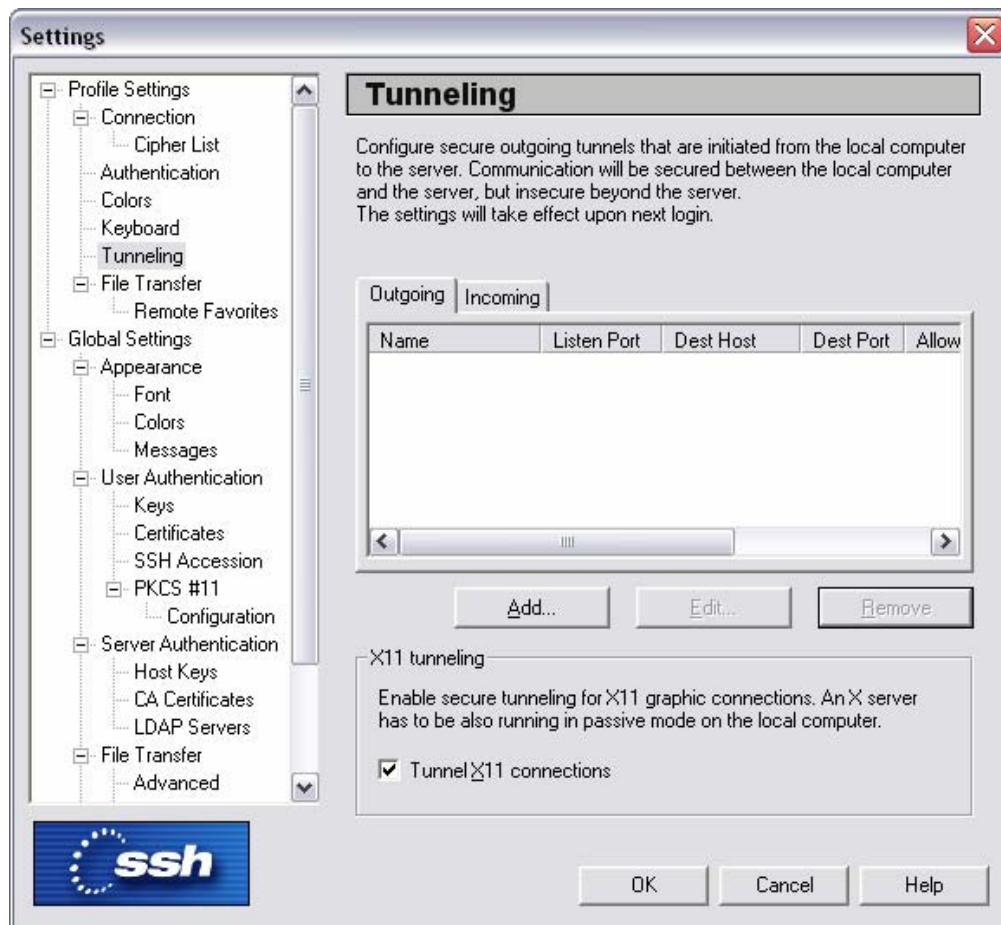 Settings
Profile Settings
Connection
Cipher List
Authentication
Colors
Keyboard
Tunneling
File Transfer
Remote Favorites
Global Settings
Appearance
Font
Colors
Messages
User Authentication
Keys
Certificates
SSH Accession
PKCS #11
Configuration
Server Authentication
Host Keys
CA Certificates
LDAP Servers
File Transfer
Advanced
ssh
Tunneling
Configure secure outgoing tunnels that are initiated from the local computer
to the server. Communication will be secured between the local computer
and the server, but insecure beyond the server.
The settings will take effect upon next login.
Outgoing Incoming
Name Listen Port Dest Host Dest Port Allow
Add... Edit... Remove
X11 tunneling
Enable secure tunneling for X11 graphic connections. An X server
has to be also running in passive mode on the local computer.
Tunnel X11 connections
OK Cancel Help